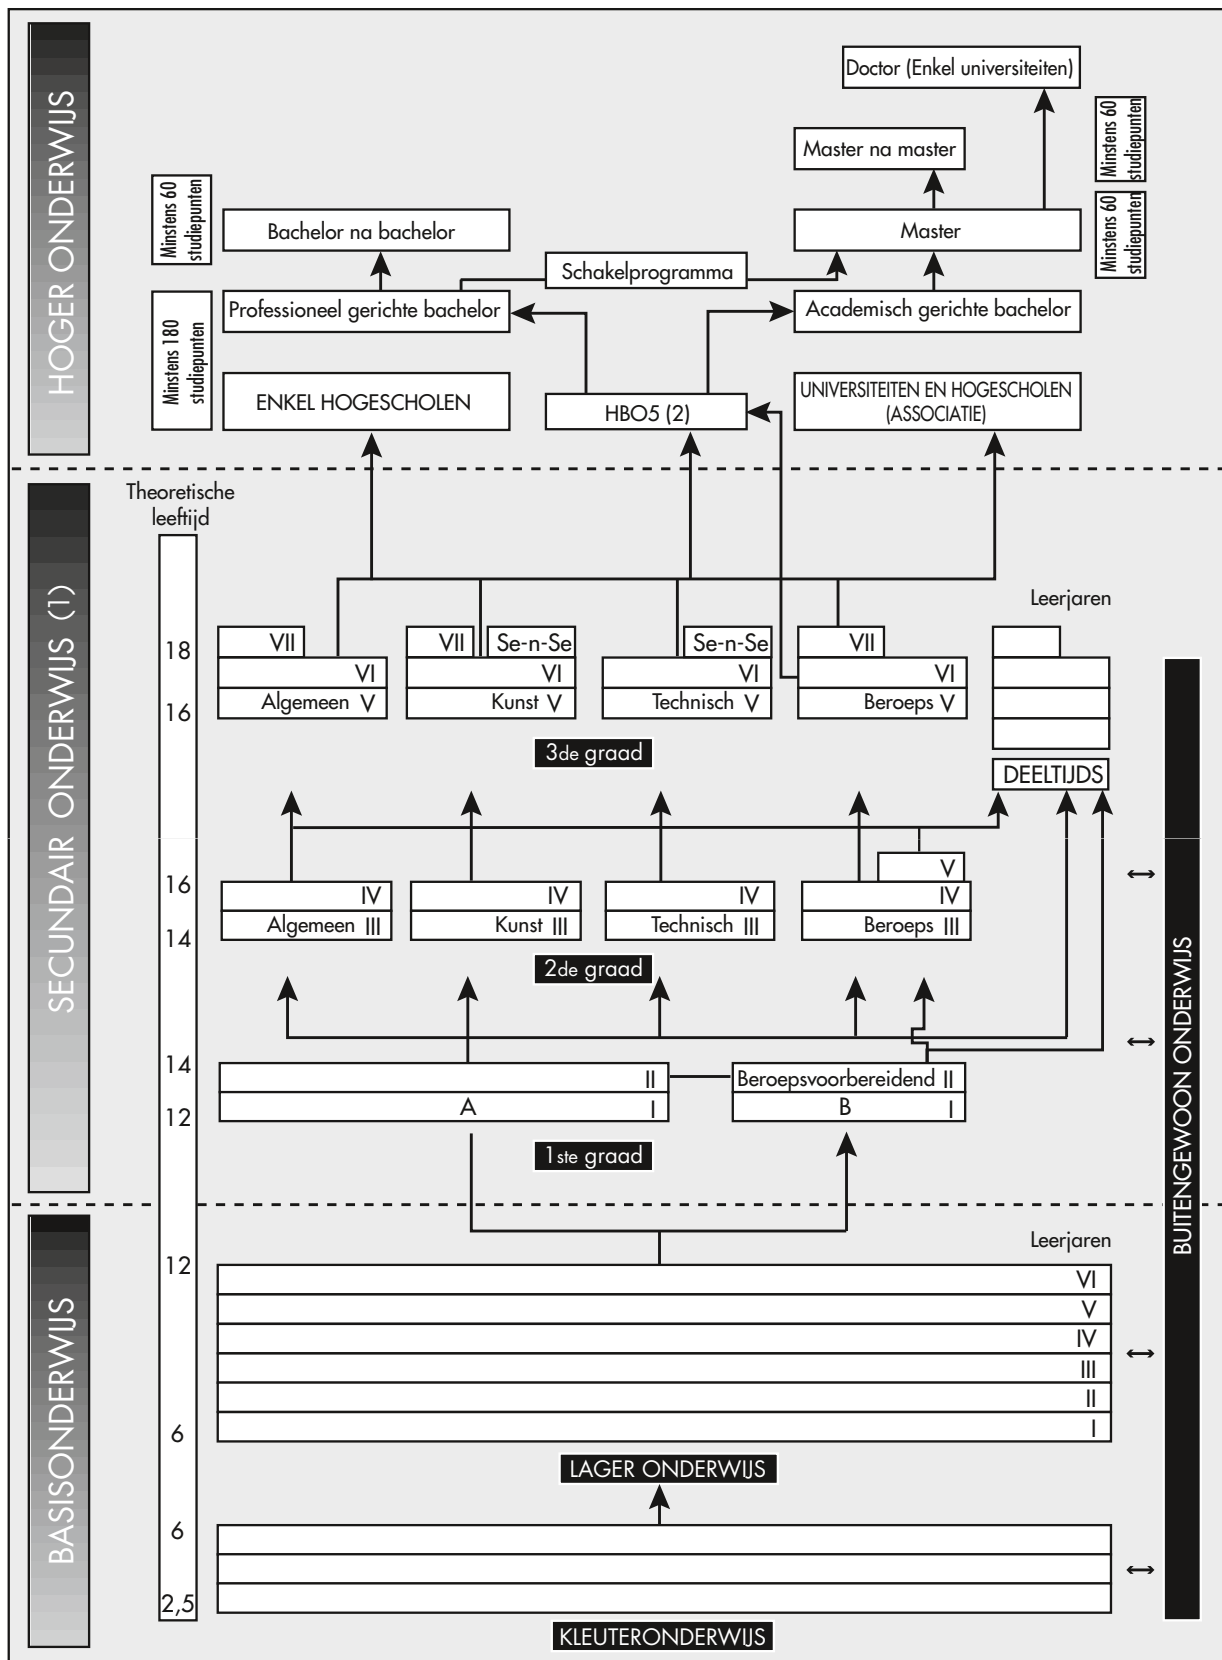 HOGER ONDERWIJS
Doctor (Enkel universiteiten)
Minstens 60
studiepunten
Master na master
Minstens 60
studiepunten
Bachelor na bachelor
Master
Minstens 60
studiepunten
Schakelprogramma
Professioneel gerichte bachelor
Academisch gerichte bachelor
Minstens 180
studiepunten
ENKEL HOGESCHOLEN
HBO5 (2)
UNIVERSITEITEN EN HOGESCHOLEN
(ASSOCIATIE)
SECUNDAIR ONDERWIJS (1)
Theoretische
leeftijd
Leerjaren
18
VII
VII
Se-n-Se
Se-n-Se
VII
VI
VI
VI
VI
16
Algemeen V
Kunst V
Technisch V
Beroeps V
3de graad
DEELTIJDS
V
16
IV
IV
IV
IV
14
Algemeen III
Kunst III
Technisch III
Beroeps III
2de graad
14
II
Beroepsvoorbereidend II
12
A I
B I
1ste graad
BUITENGEWOON ONDERWIJS
BASISONDERWIJS
Leerjaren
12
VI
V
IV
III
II
6
I
LAGER ONDERWIJS
6
2,5
KLEUTERONDERWIJS